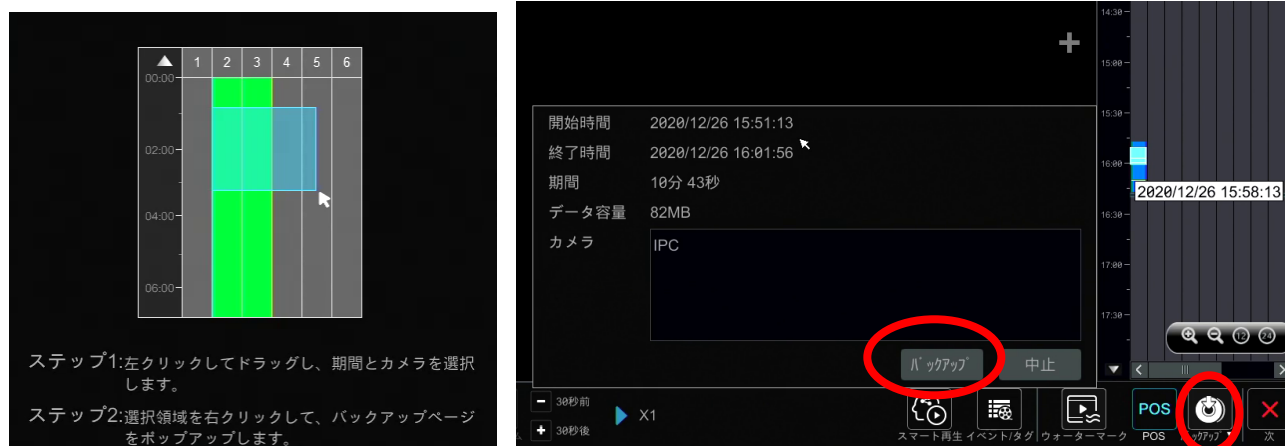 1 2 3 4 5 6
00:00
02:00
04:00
06:00
ステップ1:左クリックしてドラッグし、期間とカメラを選択
します。
ステップ2:選択領域を右クリックして、バックアップページ
をポップアップします。
14:30
15:00
15:30
16:00
16:30
17:00
17:30
開始時間 2020/12/26 15:51:13
終了時間 2020/12/26 16:01:56
期間 10分 43秒
データ容量 82MB
カメラ IPC
2020/12/26 15:58:13
バックアップ 中止
12 24
30秒前
X1
30秒後
スマート再生 イベント/タグ ウォーターマーク
POS
POS バックアップ 次